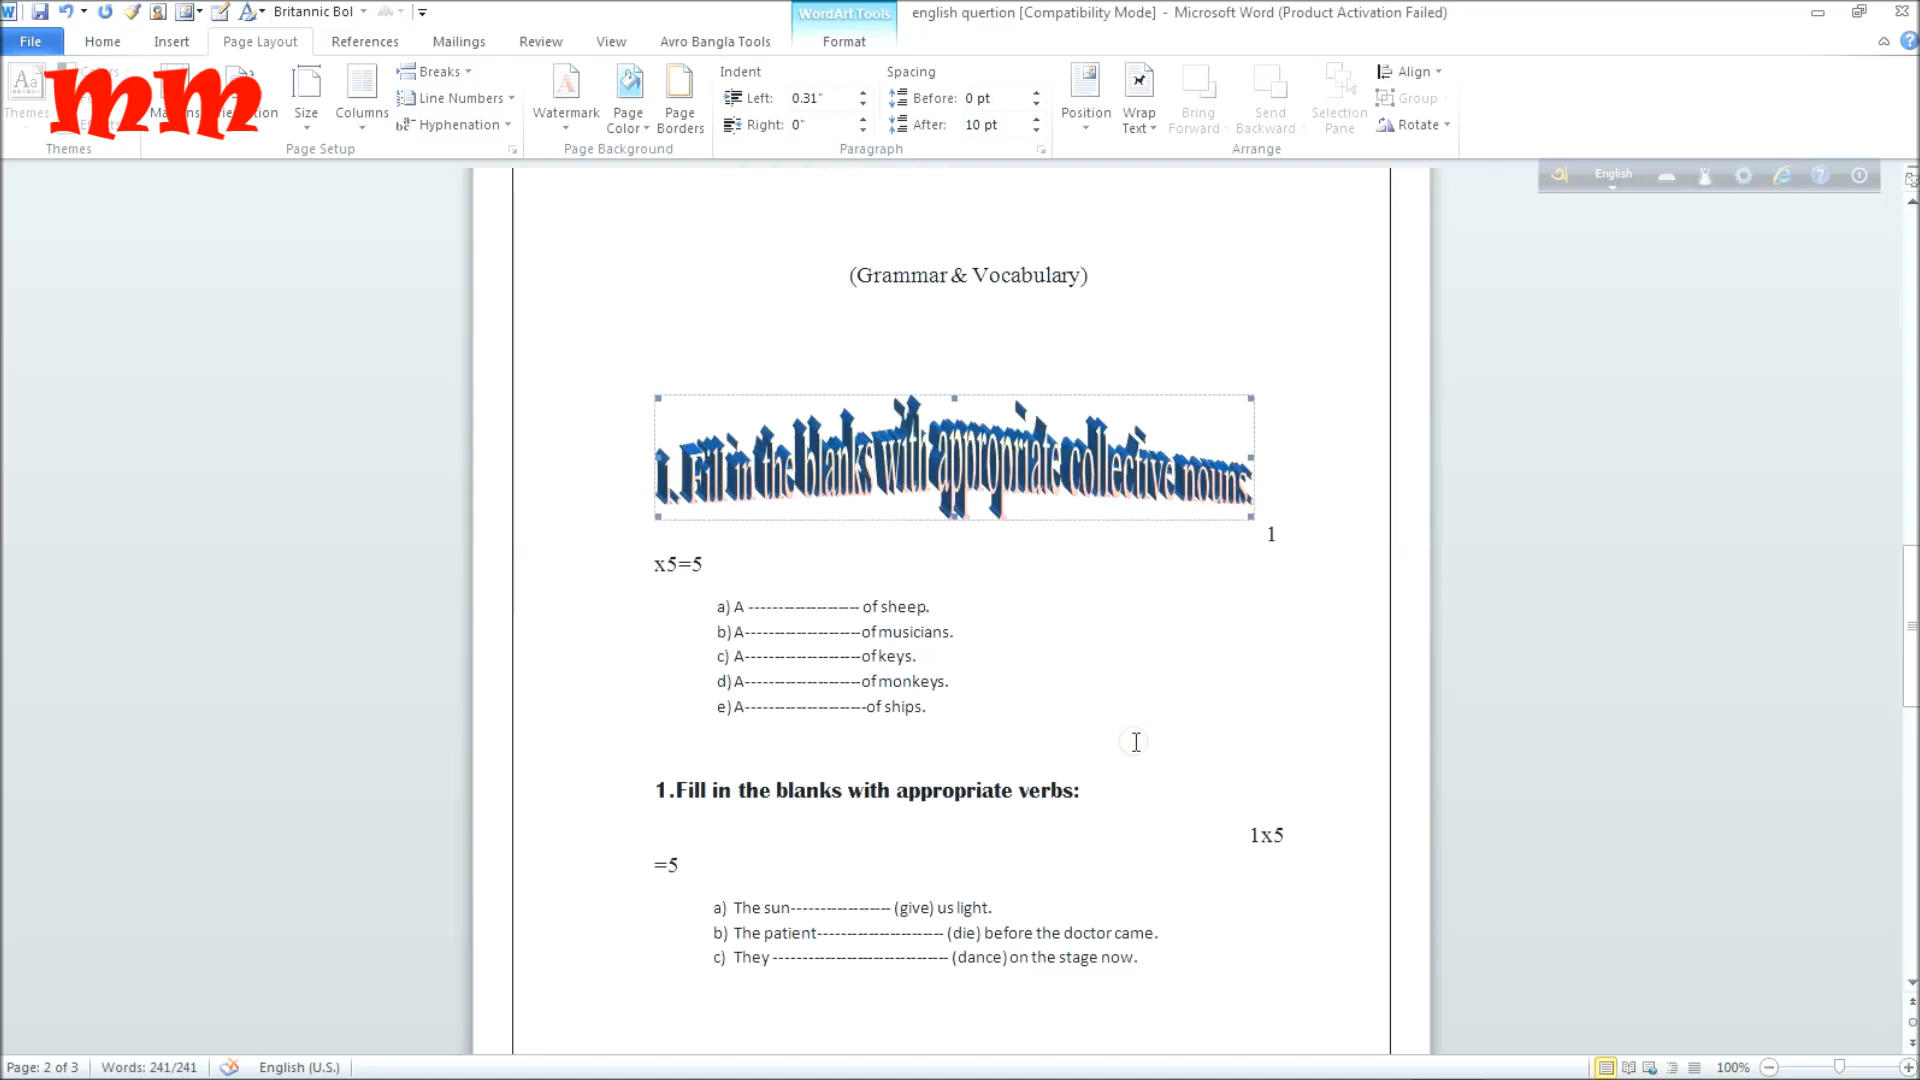 Britannic Bol
WordArt Tools
english quertion [Compatibility Mode] - Microsoft Word (Product Activation Failed)
File Home Insert Page Layout References Mailings Review View Avro Bangla Tools Format
mm
Aa
Themes
Size
Columns
Breaks
Line Numbers
Hyphenation
Watermark
Page Color
Page Borders
Indent
Left: 0.31"
Right: 0"
Spacing
Before: 0 pt
After: 10 pt
Position
Wrap Text
Bring Forward
Send Backward
Selection Pane
Align
Group
Rotate
Themes Page Setup Page Background Paragraph Arrange
English
(Grammar & Vocabulary)
1.Fill in the blanks with appropriate collective nouns:
1
x5=5
a) A -------------------- of sheep.
b) A---------------------of musicians.
c) A---------------------of keys.
d) A---------------------of monkeys.
e) A----------------------of ships.
1.Fill in the blanks with appropriate verbs:
1x5
=5
a) The sun------------------ (give) us light.
b) The patient----------------------- (die) before the doctor came.
c) They -------------------------------- (dance) on the stage now.
Page: 2 of 3 Words: 241/241 English (U.S.) 100%